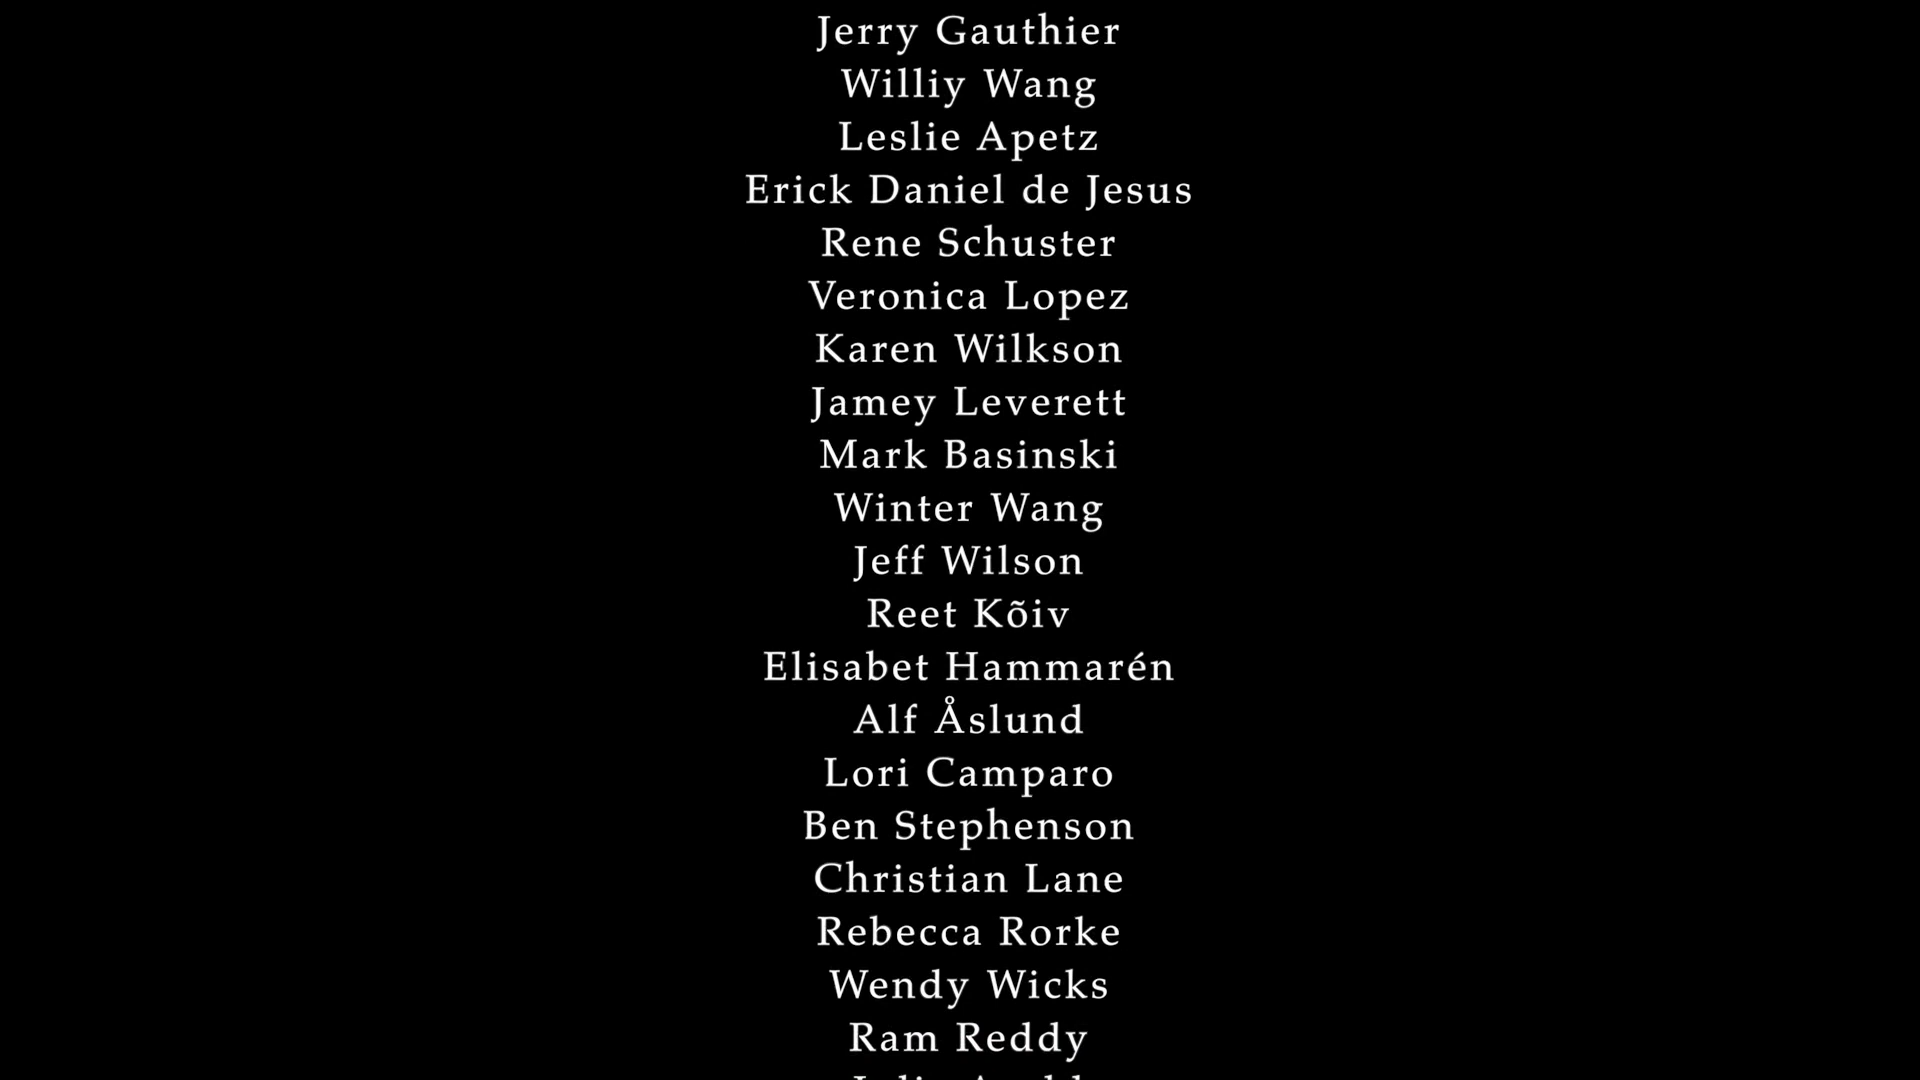 Jerry Gauthier
Williy Wang
Leslie Apetz
Erick Daniel de Jesus
Rene Schuster
Veronica Lopez
Karen Wilkson
Jamey Leverett
Mark Basinski
Winter Wang
Jeff Wilson
Reet Kõiv
Elisabet Hammarén
Alf Åslund
Lori Camparo
Ben Stephenson
Christian Lane
Rebecca Rorke
Wendy Wicks
Ram Reddy